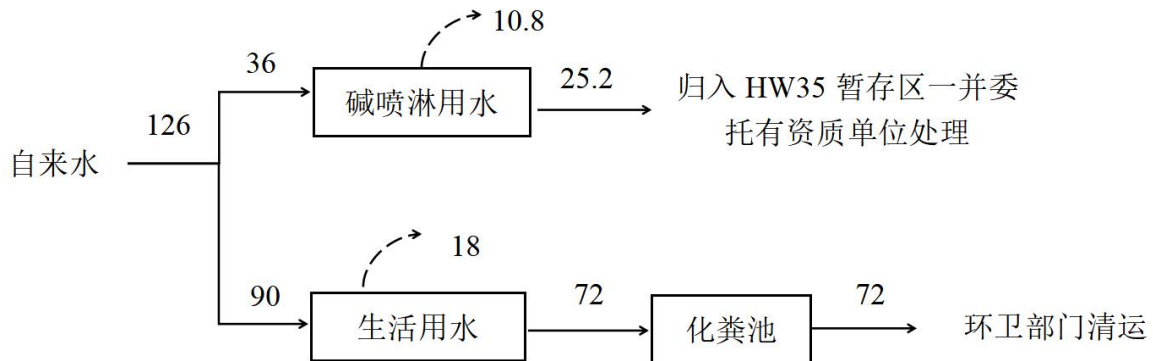 10.8
36
碱喷淋用水
25.2
归入 HW35 暂存区一并委
托有资质单位处理
126
自来水
18
90
生活用水
72
化粪池
72
环卫部门清运